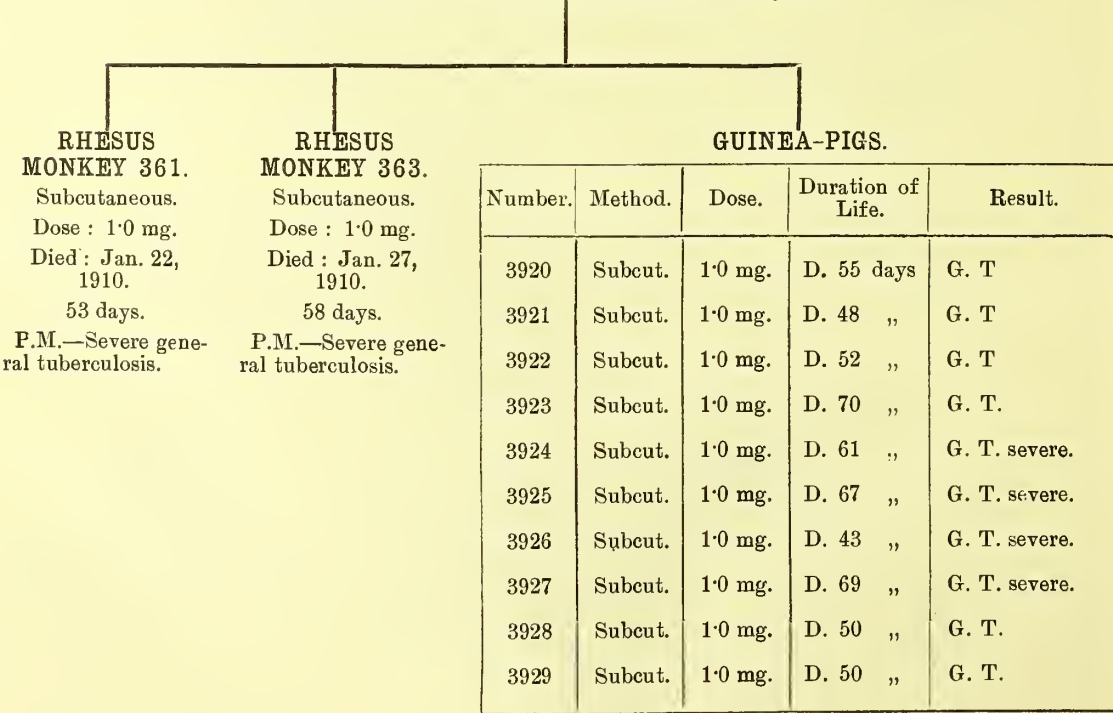 RHESUS
MONKEY 361.
Subcutaneous.
Dose : 1·0 mg.
Died : Jan. 22,
1910.
53 days.
P.M.—Severe gene-
ral tuberculosis.
RHESUS
MONKEY 363.
Subcutaneous.
Dose : 1·0 mg.
Died : Jan. 27,
1910.
58 days.
P.M.—Severe gene-
ral tuberculosis.
GUINEA-PIGS.
Number. Method. Dose. Duration of Life. Result.
3920 Subcut. 1·0 mg. D. 55 days G. T
3921 Subcut. 1·0 mg. D. 48 „ G. T
3922 Subcut. 1·0 mg. D. 52 „ G. T
3923 Subcut. 1·0 mg. D. 70 „ G. T.
3924 Subcut. 1·0 mg. D. 61 „ G. T. severe.
3925 Subcut. 1·0 mg. D. 67 „ G. T. severe.
3926 Subcut. 1·0 mg. D. 43 „ G. T. severe.
3927 Subcut. 1·0 mg. D. 69 „ G. T. severe.
3928 Subcut. 1·0 mg. D. 50 „ G. T.
3929 Subcut. 1·0 mg. D. 50 „ G. T.